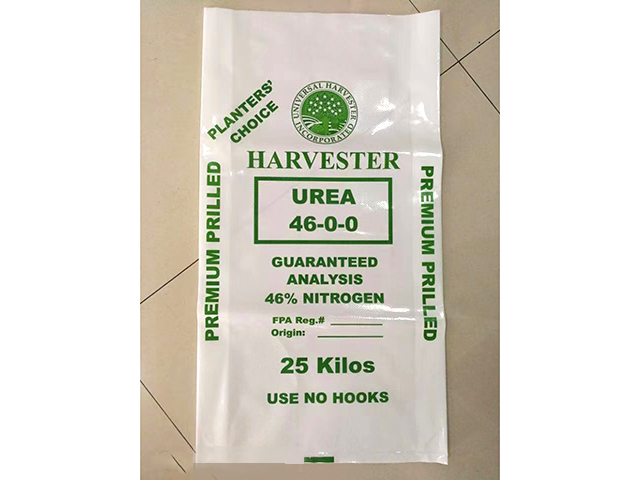 PLANTERS'
CHOICE
UNIVERSAL HARVESTER
INCORPORATED
HARVESTER
PREMIUM PRILLED
UREA
46-0-0
PREMIUM PRILLED
GUARANTEED
ANALYSIS
46% NITROGEN
FPA Reg.#
Origin:
25 Kilos
USE NO HOOKS